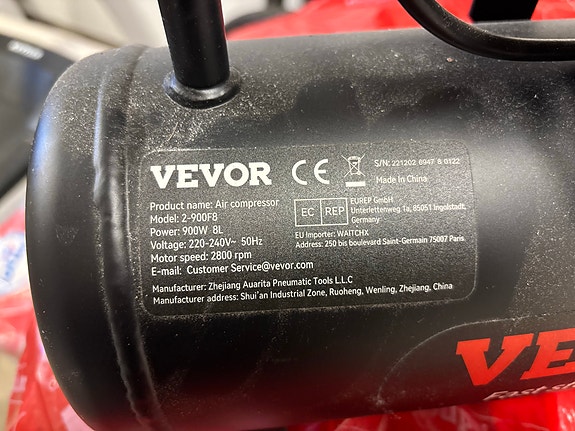 VEVOR
CE
S/N: 221202 0947 8 0122
Made in China
Product name: Air compressor
Model: 2-900F8
Power: 900W 8L
Voltage: 220-240V~ 50Hz
Motor speed: 2800 rpm
E-mail: Customer Service@vevor.com
EC REP
EUREP GmbH
Unterlettenweg 1a, 85051 Ingolstadt,
Germany
EU Importer: WAITCHX
Address: 250 bis boulevard Saint-Germain 75007 Paris
Manufacturer: Zhejiang Auarita Pneumatic Tools L.L.C
Manufacturer address: Shui'an Industrial Zone, Ruoheng, Wenling, Zhejiang, China
VE